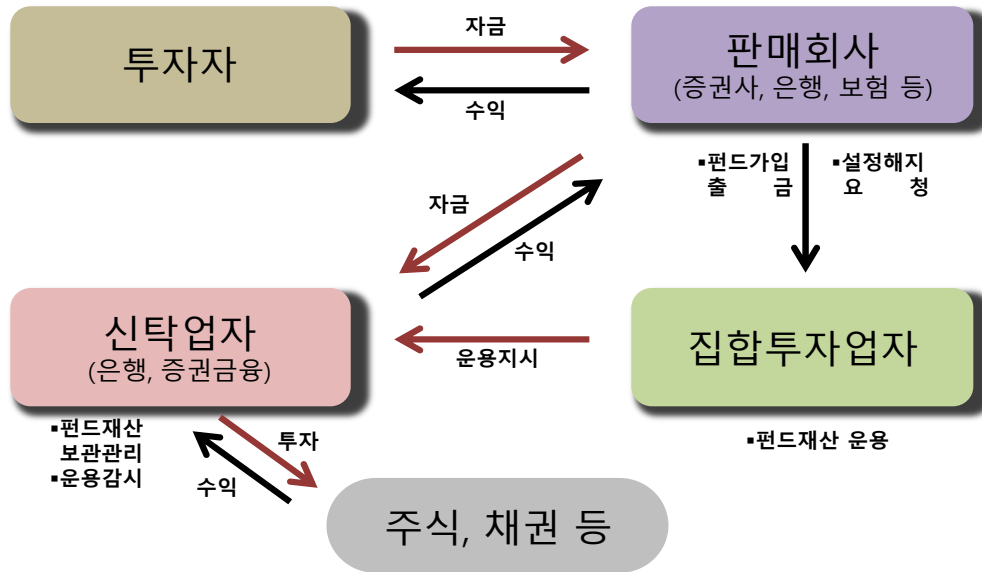 투자자
자금
수익
판매회사
(증권사, 은행, 보험 등)
▪펀드가입
출 금
▪설정해지
요 청
자금
수익
신탁업자
(은행, 증권금융)
운용지시
집합투자업자
▪펀드재산
보관관리
▪운용감시
투자
수익
▪펀드재산 운용
주식, 채권 등